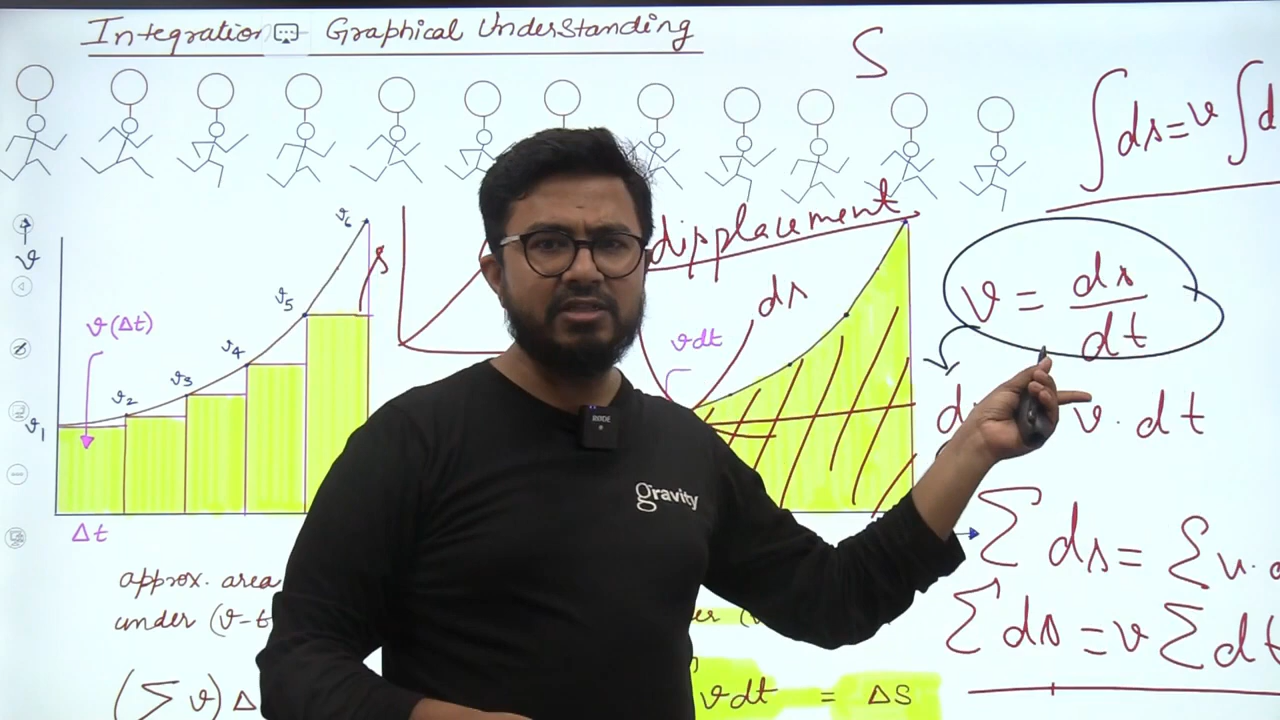 Integration Graphical Understanding
S
∫ds=v∫d
displacement
v
v(Δt)
v₁
v₂
v₃
v₄
v₅
v₆
s
ds
vdt
v = ds/dt
v.dt
Δt
Σ ds = Σ v.
Σ ds = v Σ dt
approx. area
under (v-t
(Σ v) Δ
vdt = ΔS
RODE
gravity